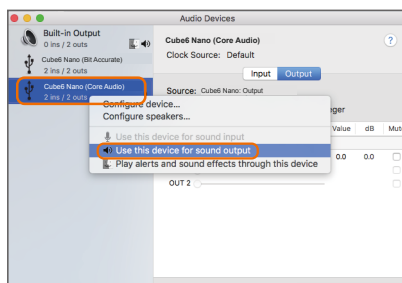 Audio Devices
Built-in Output
0 ins / 2 outs
Cube6 Nano (Bit Accurate)
2 ins / 2 outs
Cube6 Nano (Core Audio)
2 ins / 2 outs
Cube6 Nano (Core Audio)
?
Clock Source: Default
Input Output
Source: Cube6 Nano: Output
Configure device...
Configure speakers...
Use this device for sound input
Use this device for sound output
Play alerts and sound effects through this device
Value dB Mut
0.0 0.0
OUT 2